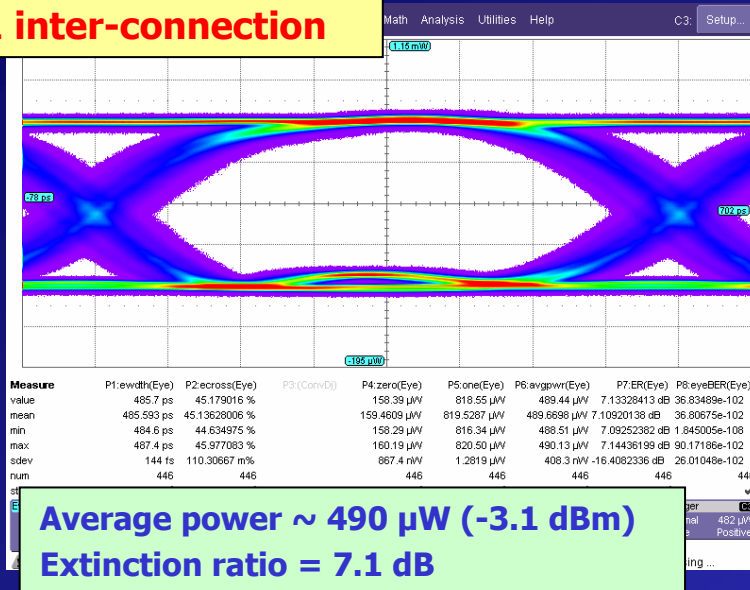 inter-connection
Math Analysis Utilities Help C3: Setup...
1.15 mW
-78 ps
702 ps
-195 µW
Measure P1:ewdth(Eye) P2:ecross(Eye) P3:(ConvDj) P4:zero(Eye) P5:one(Eye) P6:avgpwr(Eye) P7:ER(Eye) P8:eyeBER(Eye)
value 485.7 ps 45.179016 % 158.39 µW 818.55 µW 489.44 µW 7.13328413 dB 36.83489e-102
mean 485.593 ps 45.13628006 % 159.4609 µW 819.5287 µW 489.6698 µW 7.10920138 dB 36.80675e-102
min 484.6 ps 44.634975 % 158.29 µW 816.34 µW 488.51 µW 7.09252382 dB 1.845005e-108
max 487.4 ps 45.977083 % 160.19 µW 820.50 µW 490.13 µW 7.14436199 dB 90.17186e-102
sdev 144 fs 110.30667 m% 867.4 nW 1.2819 µW 408.3 nW -16.4082336 dB 26.01048e-102
num 446 446 446 446 446 446
482 µW
Positive
Average power ~ 490 µW (-3.1 dBm)
Extinction ratio = 7.1 dB